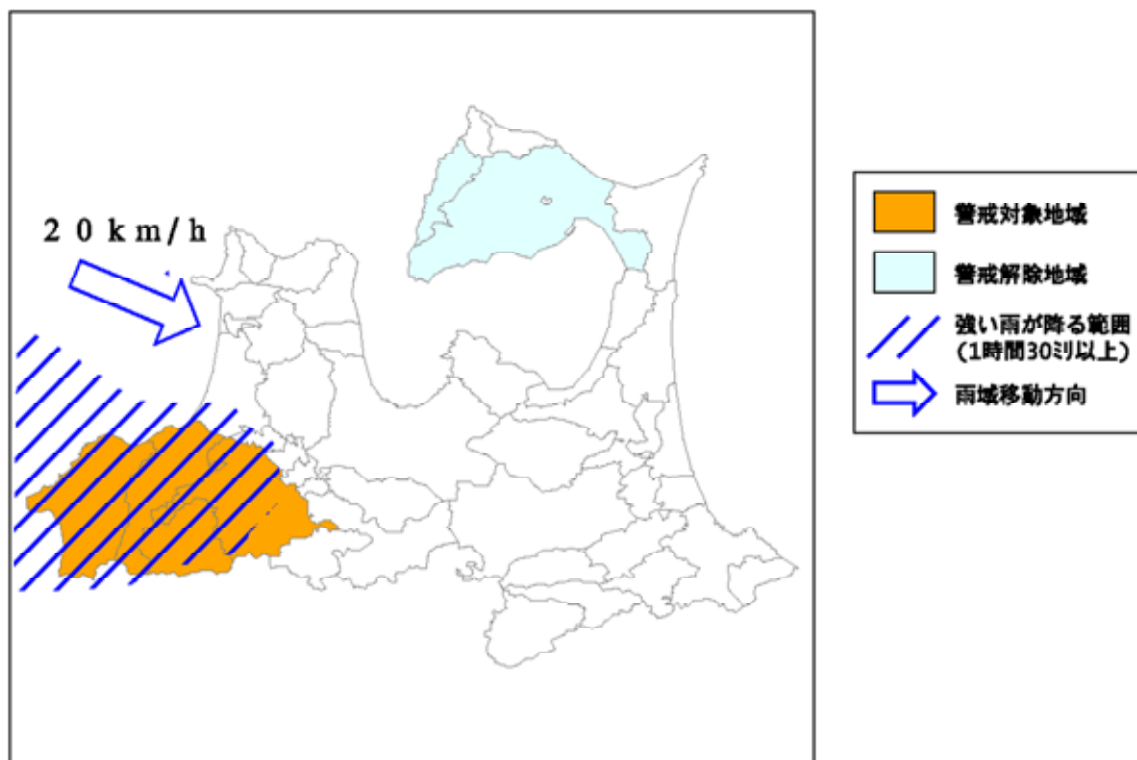 20km/h
警戒対象地域
警戒解除地域
強い雨が降る範囲
(1時間30ミリ以上)
雨域移動方向